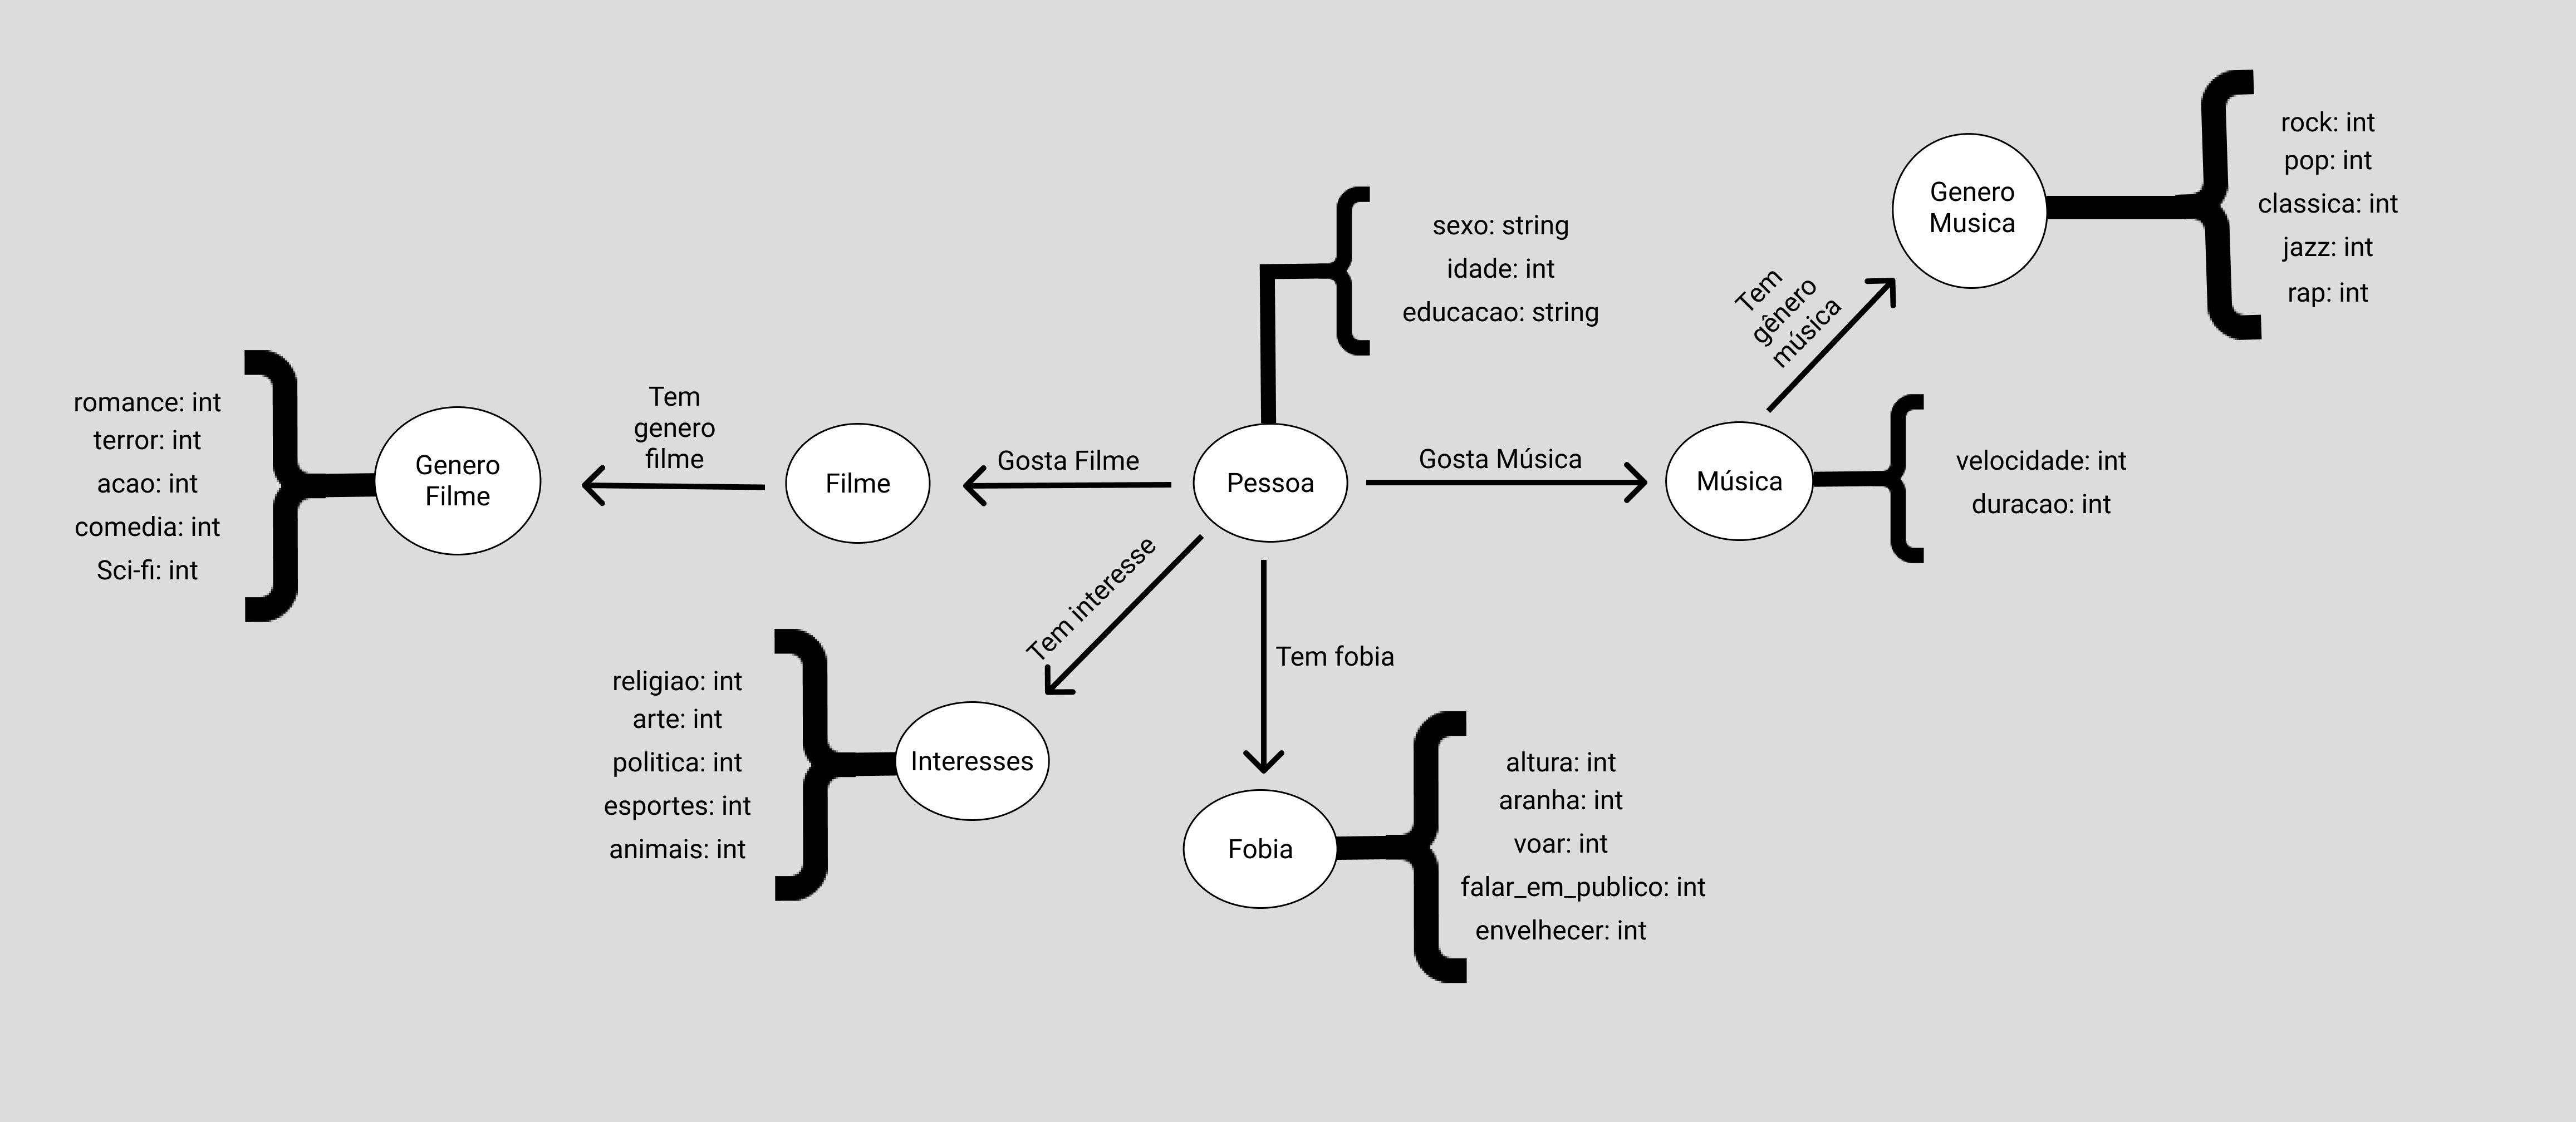 rock: int
pop: int
classica: int
jazz: int
rap: int
Genero
Musica
sexo: string
idade: int
educacao: string
Tem
gênero
música
romance: int
terror: int
acao: int
comedia: int
Sci-fi: int
Genero
Filme
Tem
genero
filme
Filme
Gosta Filme
Pessoa
Gosta Música
Música
velocidade: int
duracao: int
Tem interesse
Tem fobia
religiao: int
arte: int
politica: int
esportes: int
animais: int
Interesses
Fobia
altura: int
aranha: int
voar: int
falar_em_publico: int
envelhecer: int